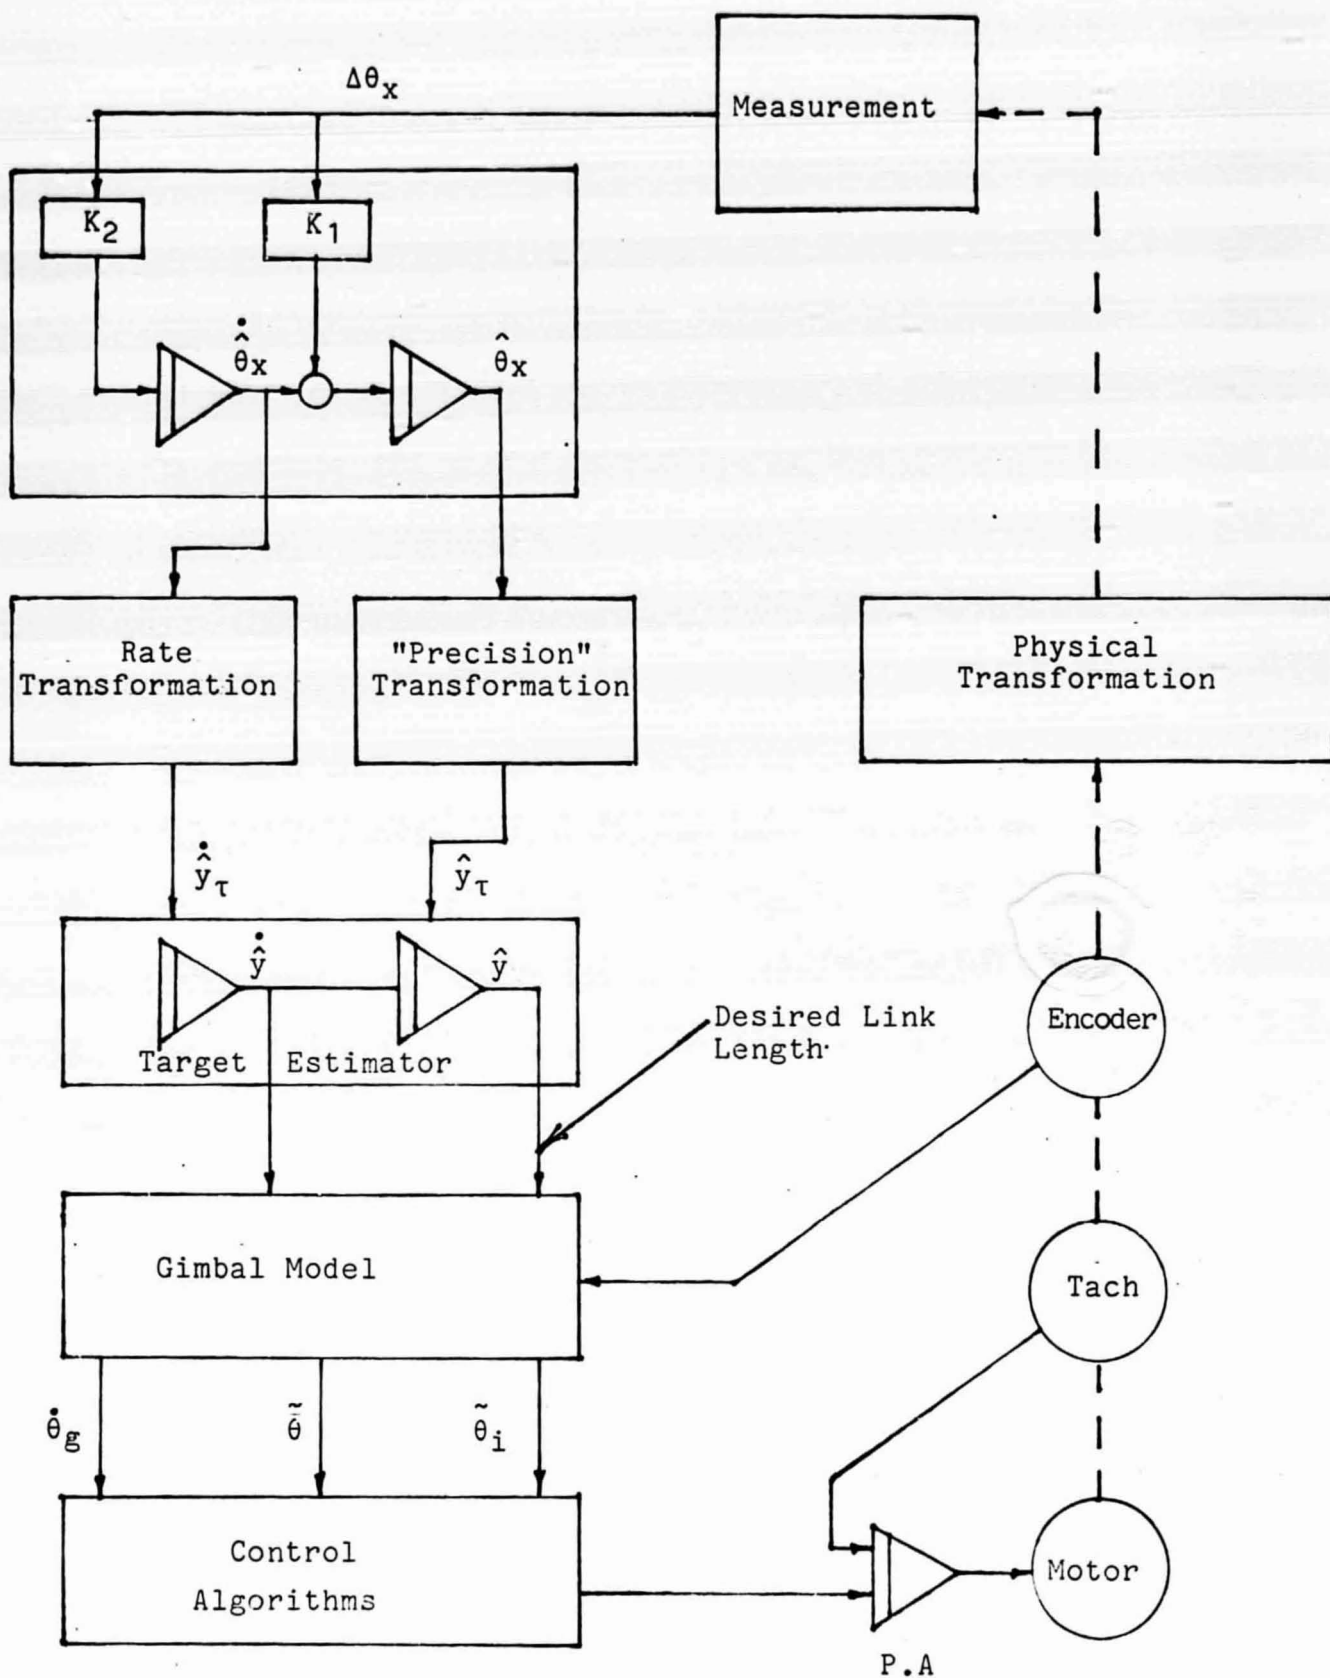 Δθx
Measurement
K2
K1
θ̂̇x
θ̂x
Rate
Transformation
"Precision"
Transformation
Physical
Transformation
ŷ̇τ
ŷτ
ŷ̇
ŷ
Target Estimator
Desired Link
Length
Encoder
Gimbal Model
Tach
θ̇g
θ̃
θ̃i
Control
Algorithms
Motor
P.A